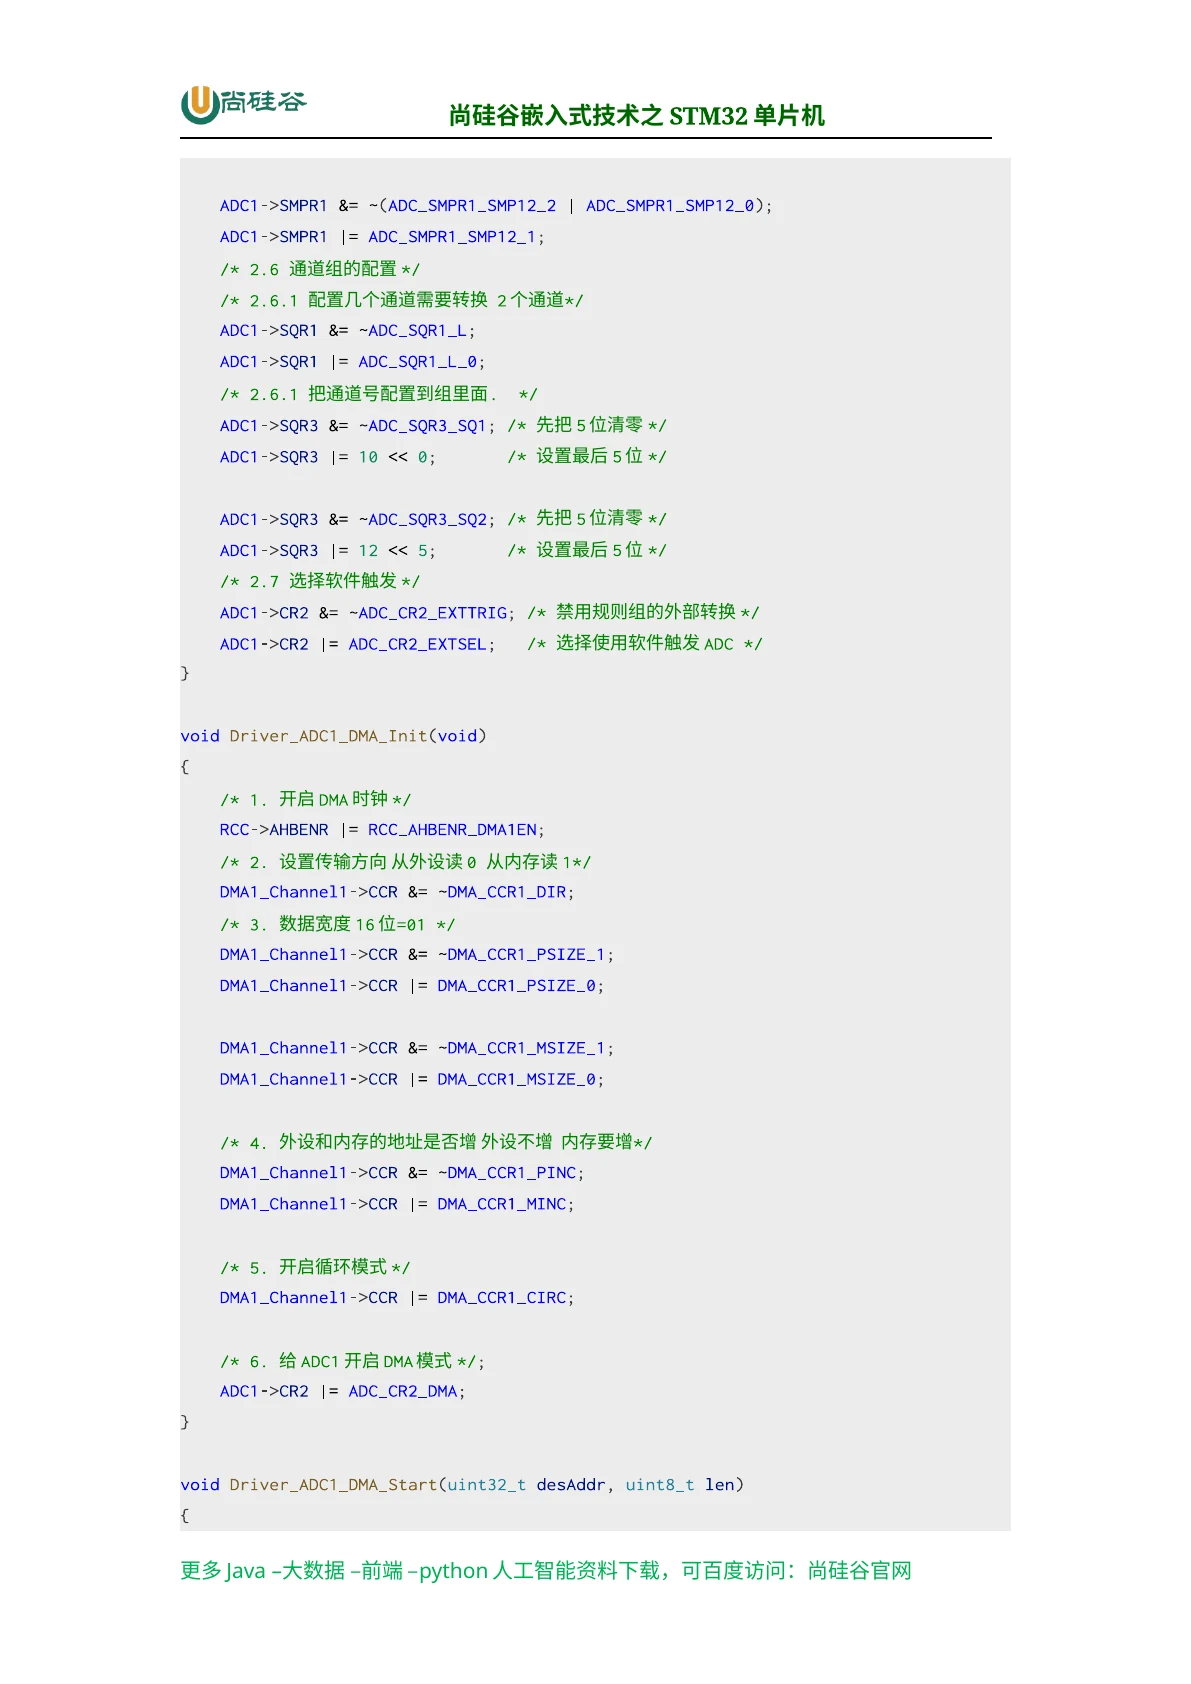 尚硅谷
尚硅谷嵌入式技术之 STM32 单片机
ADC1->SMPR1 &= ~(ADC_SMPR1_SMP12_2 | ADC_SMPR1_SMP12_0);
ADC1->SMPR1 |= ADC_SMPR1_SMP12_1;
/* 2.6 通道组的配置 */
/* 2.6.1 配置几个通道需要转换 2 个通道*/
ADC1->SQR1 &= ~ADC_SQR1_L;
ADC1->SQR1 |= ADC_SQR1_L_0;
/* 2.6.1 把通道号配置到组里面.  */
ADC1->SQR3 &= ~ADC_SQR3_SQ1; /* 先把 5 位清零 */
ADC1->SQR3 |= 10 << 0;       /* 设置最后 5 位 */
ADC1->SQR3 &= ~ADC_SQR3_SQ2; /* 先把 5 位清零 */
ADC1->SQR3 |= 12 << 5;       /* 设置最后 5 位 */
/* 2.7 选择软件触发 */
ADC1->CR2 &= ~ADC_CR2_EXTTRIG; /* 禁用规则组的外部转换 */
ADC1->CR2 |= ADC_CR2_EXTSEL;   /* 选择使用软件触发 ADC */
}
void Driver_ADC1_DMA_Init(void)
{
/* 1. 开启 DMA 时钟 */
RCC->AHBENR |= RCC_AHBENR_DMA1EN;
/* 2. 设置传输方向 从外设读 0 从内存读 1*/
DMA1_Channel1->CCR &= ~DMA_CCR1_DIR;
/* 3. 数据宽度 16 位=01 */
DMA1_Channel1->CCR &= ~DMA_CCR1_PSIZE_1;
DMA1_Channel1->CCR |= DMA_CCR1_PSIZE_0;
DMA1_Channel1->CCR &= ~DMA_CCR1_MSIZE_1;
DMA1_Channel1->CCR |= DMA_CCR1_MSIZE_0;
/* 4. 外设和内存的地址是否增 外设不增 内存要增*/
DMA1_Channel1->CCR &= ~DMA_CCR1_PINC;
DMA1_Channel1->CCR |= DMA_CCR1_MINC;
/* 5. 开启循环模式 */
DMA1_Channel1->CCR |= DMA_CCR1_CIRC;
/* 6. 给 ADC1 开启 DMA 模式 */;
ADC1->CR2 |= ADC_CR2_DMA;
}
void Driver_ADC1_DMA_Start(uint32_t desAddr, uint8_t len)
{
更多 Java –大数据 –前端 –python 人工智能资料下载，可百度访问：尚硅谷官网